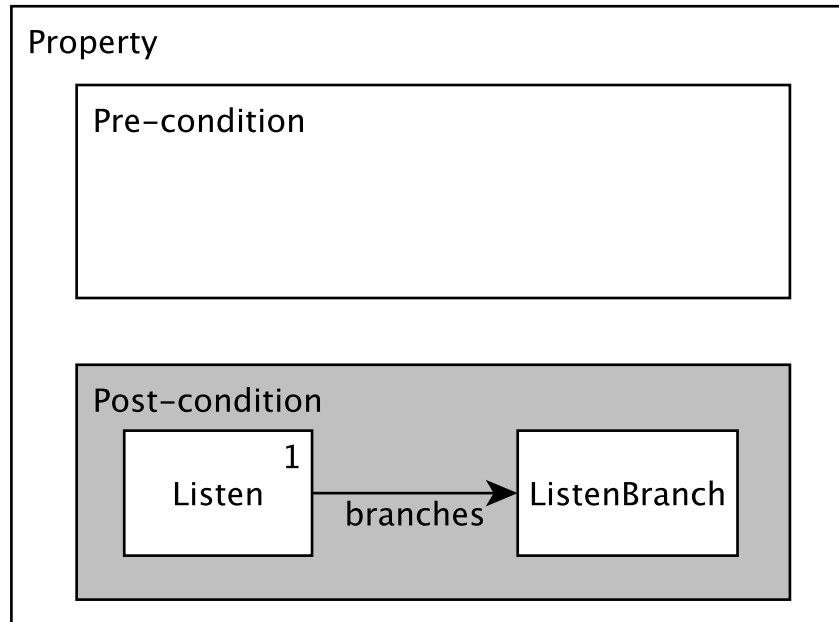 Property
Pre-condition
Post-condition
1
Listen
branches
ListenBranch